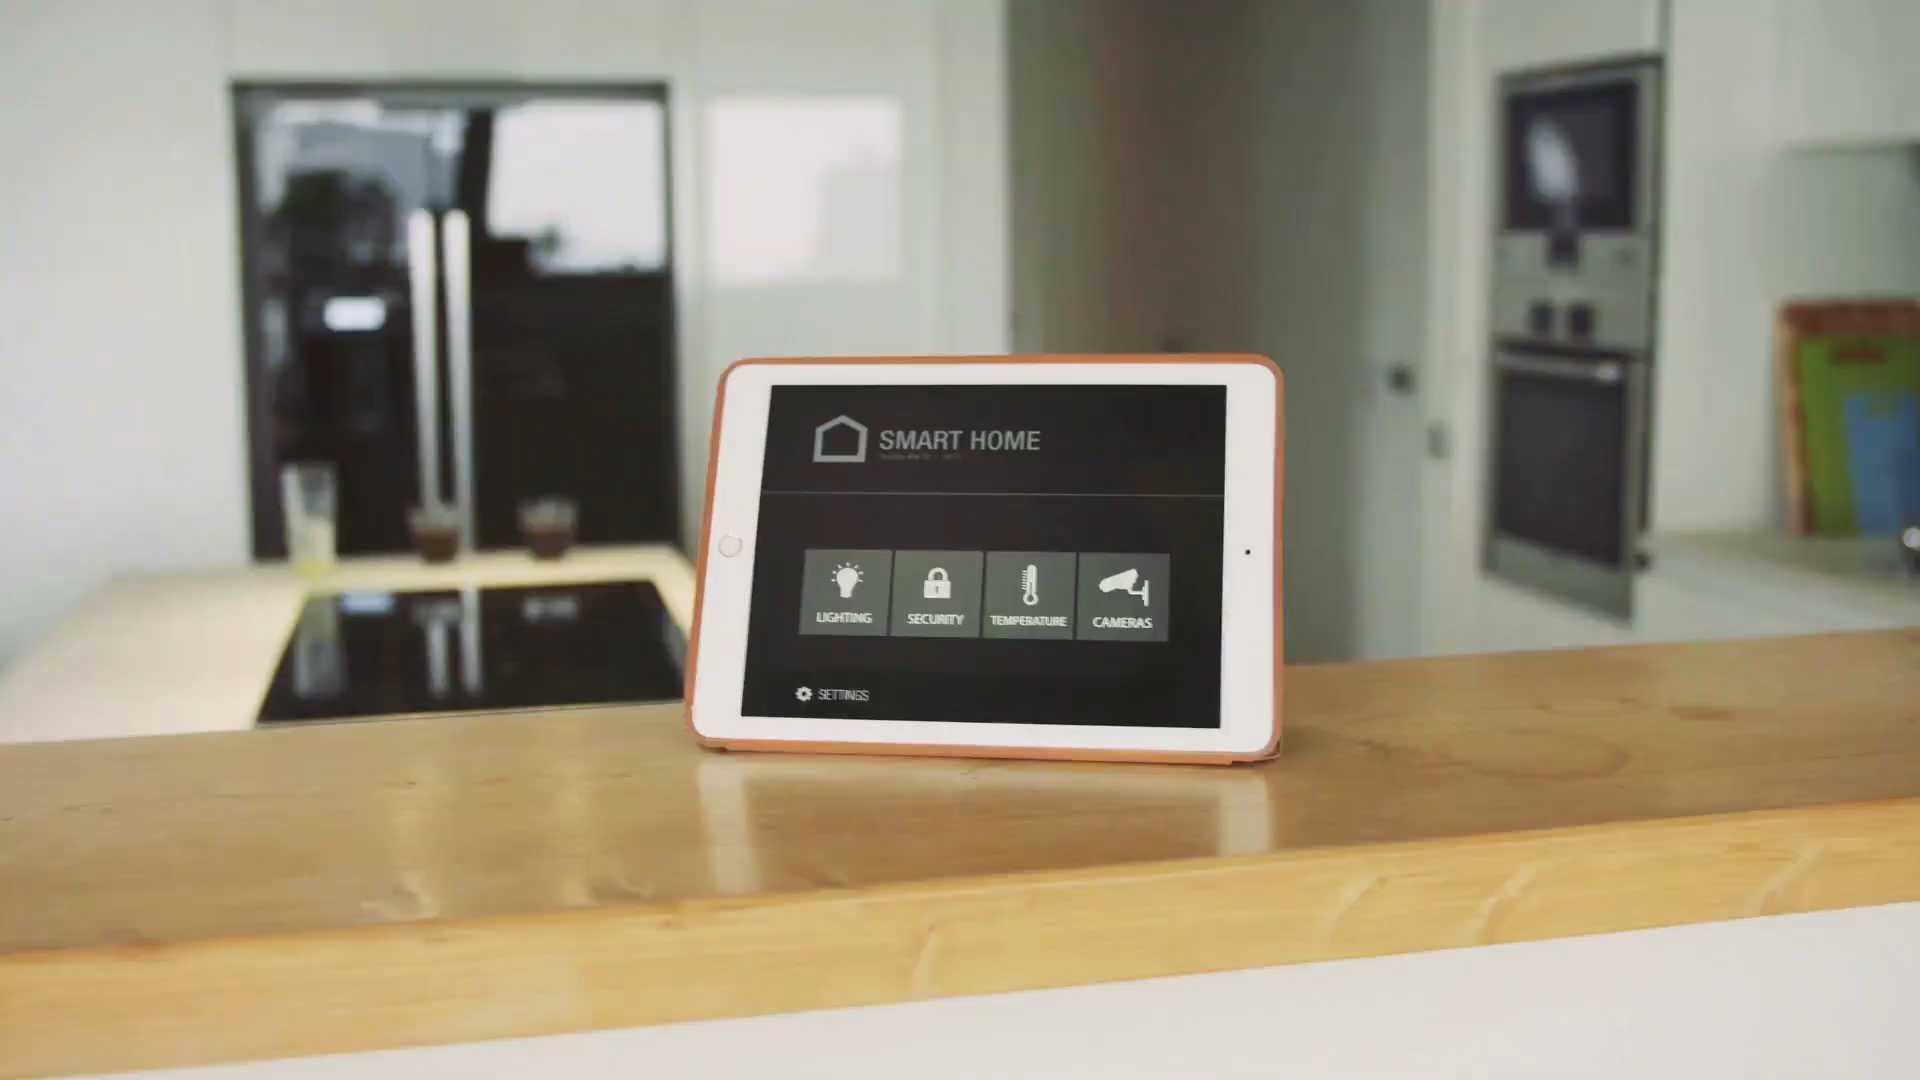 SMART HOME
LIGHTING
SECURITY
TEMPERATURE
CAMERAS
SETTINGS